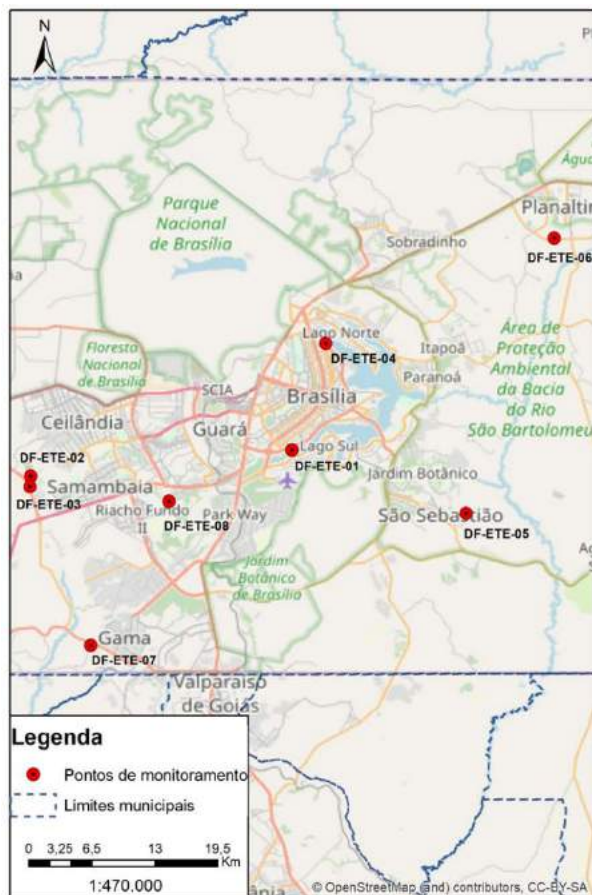 N
Parque
Nacional
de Brasília
Água
Planaltin
DF-ETE-06
Sobradinho
Lago Norte
DF-ETE-04
Itapoã
Paranoá
Área de
Proteção
Ambiental
da Bacia
do Rio
São Bartolomeu
Floresta
Nacional
de Brasília
SCIA
Brasília
Ceilândia
Guará
Lago Sul
DF-ETE-01
DF-ETE-02
Samambaia
DF-ETE-03
Riacho Fundo
II
DF-ETE-08
Park Way
Jardim Botânico
São Sebastião
DF-ETE-05
Jardim
Botânico
de Brasília
Gama
DF-ETE-07
Valparaíso
de Goiás
Legenda
Pontos de monitoramento
Limites municipais
0 3,25 6,5 13 19,5
Km
1:470.000
© OpenStreetMap (and) contributors, CC-BY-SA